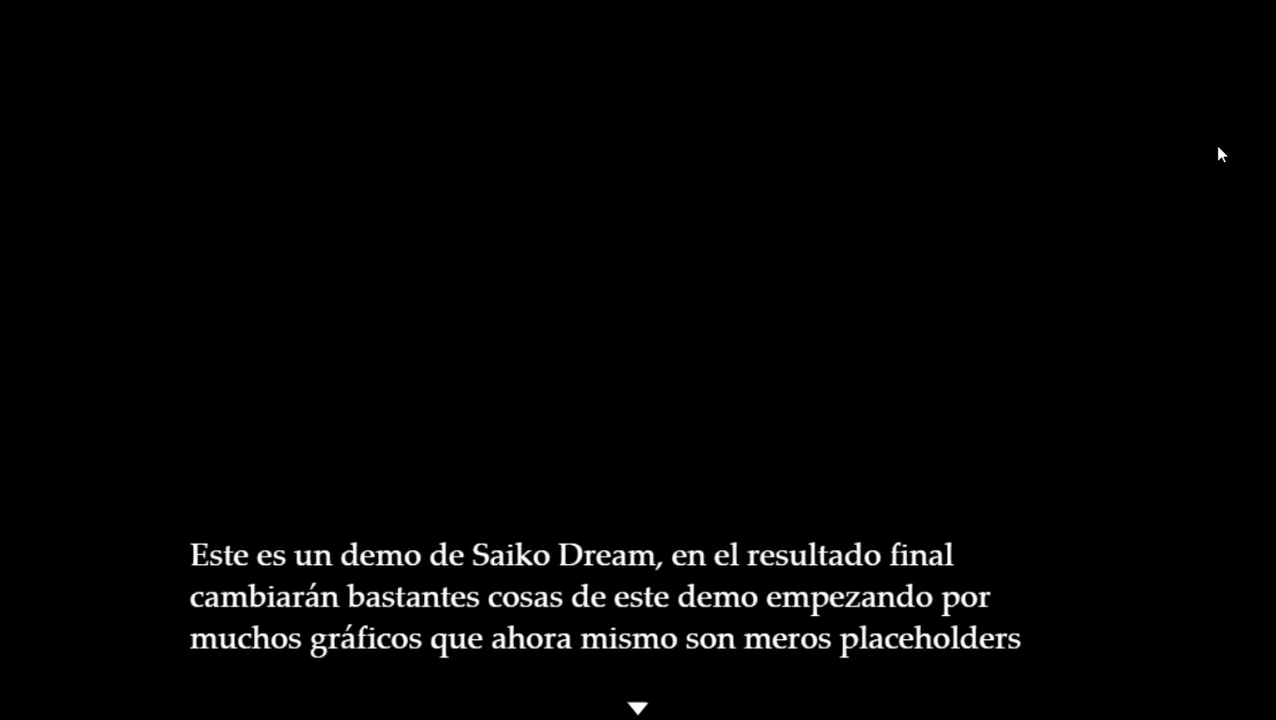 Este es un demo de Saiko Dream, en el resultado final
cambiarán bastantes cosas de este demo empezando por
muchos gráficos que ahora mismo son meros placeholders